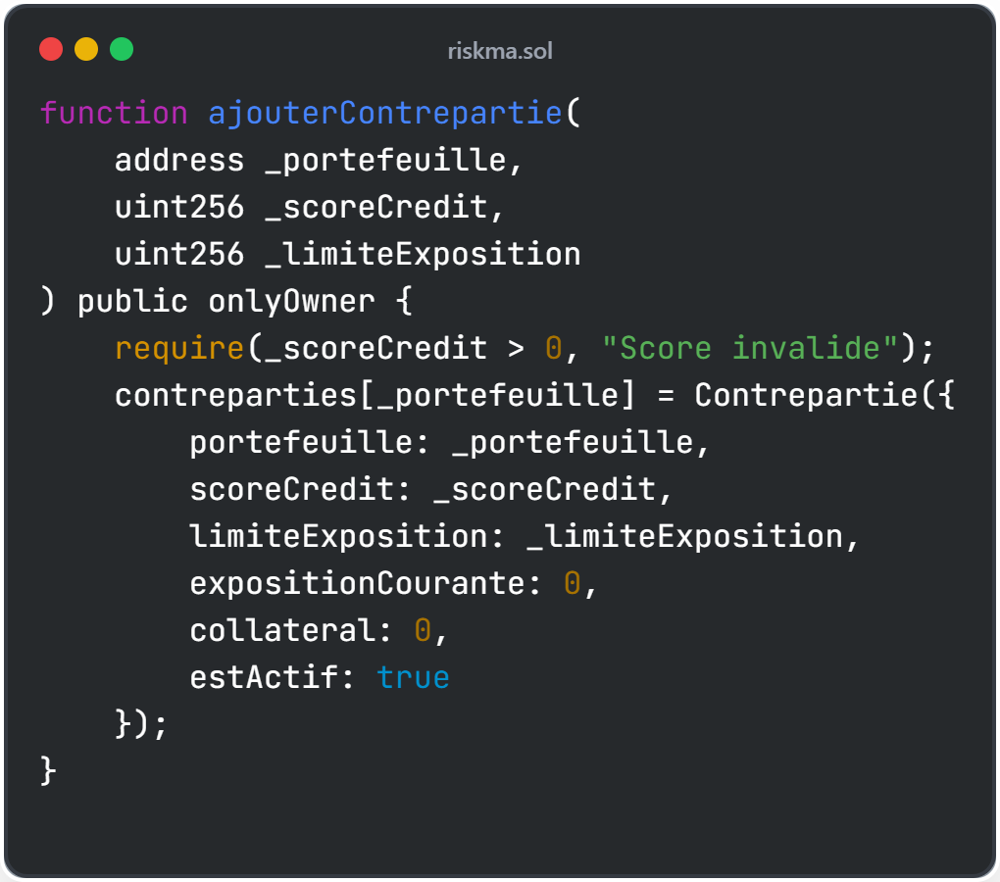 riskma.sol
function ajouterContrepartie(
    address _portefeuille,
    uint256 _scoreCredit,
    uint256 _limiteExposition
) public onlyOwner {
    require(_scoreCredit > 0, "Score invalide");
    contreparties[_portefeuille] = Contrepartie({
        portefeuille: _portefeuille,
        scoreCredit: _scoreCredit,
        limiteExposition: _limiteExposition,
        expositionCourante: 0,
        collateral: 0,
        estActif: true
    });
}